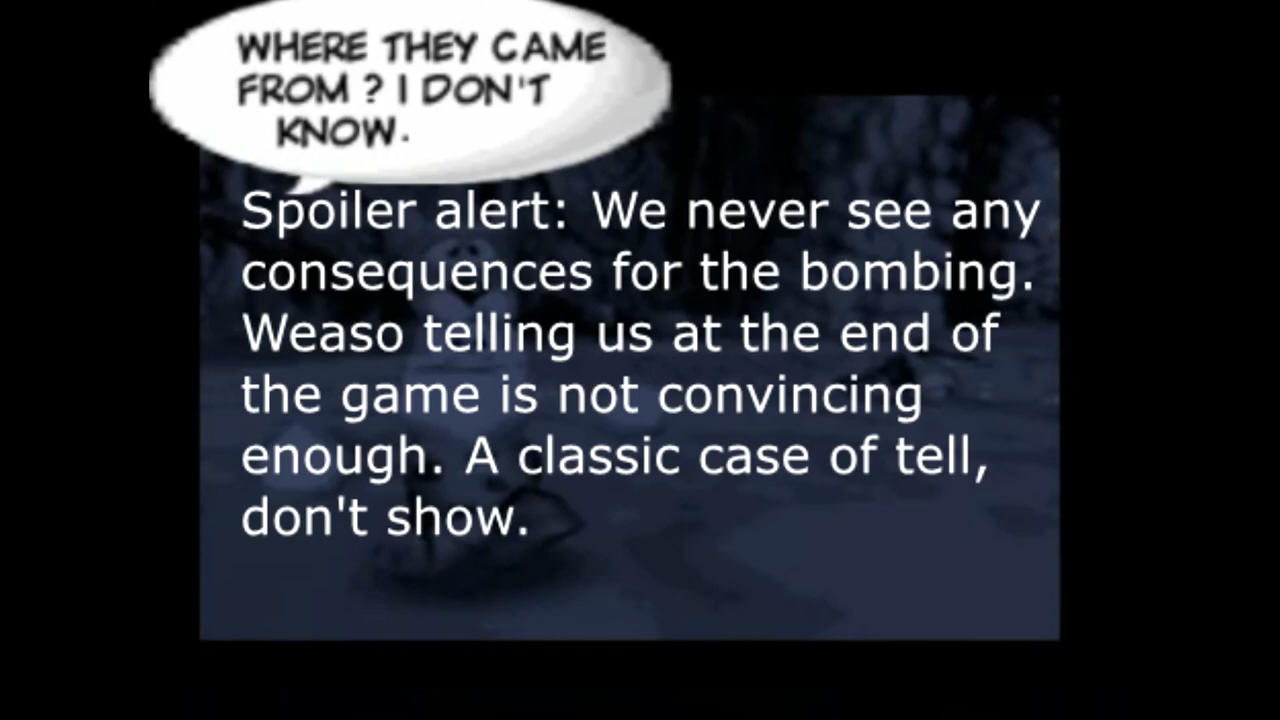 WHERE THEY CAME
FROM ? I DON'T
KNOW.
Spoiler alert: We never see any
consequences for the bombing.
Weaso telling us at the end of
the game is not convincing
enough. A classic case of tell,
don't show.